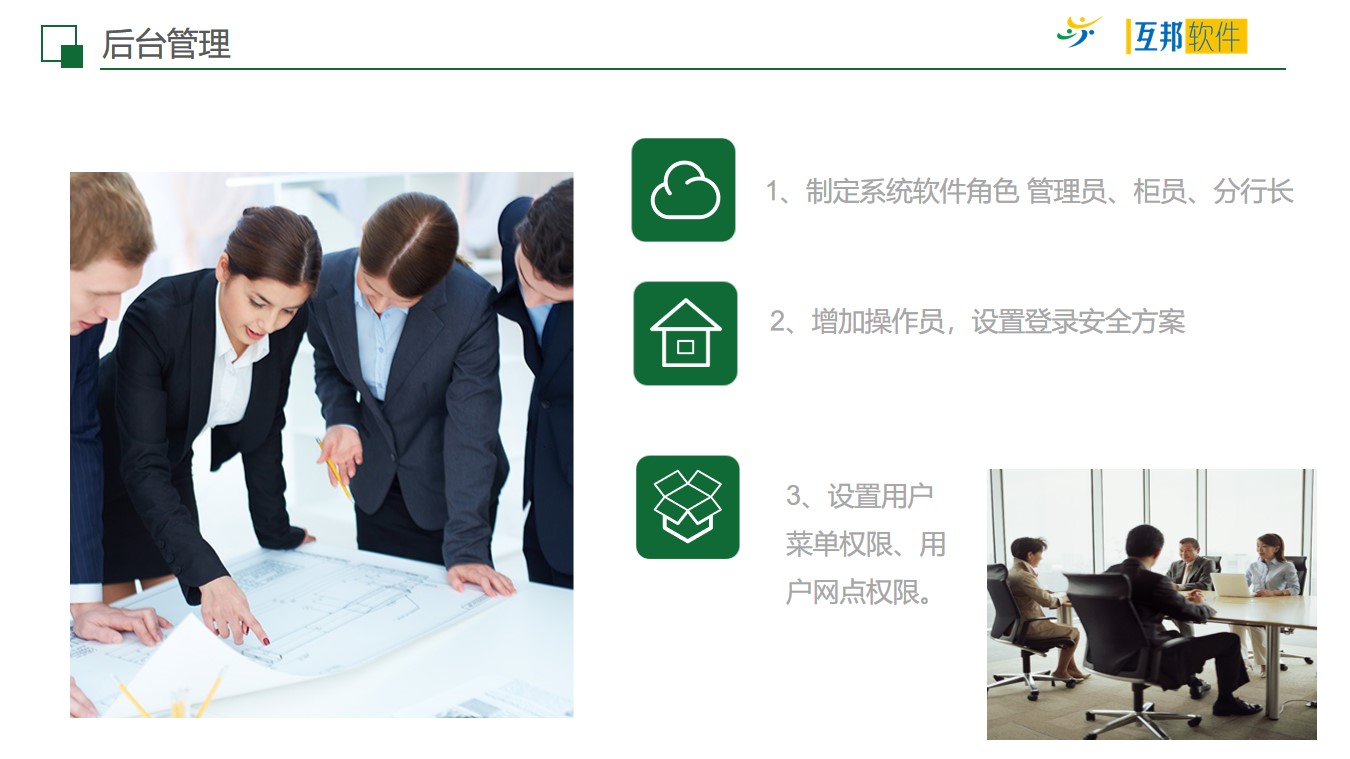 后台管理
互邦软件
1、制定系统软件角色 管理员、柜员、分行长
2、增加操作员，设置登录安全方案
3、设置用户
菜单权限、用
户网点权限。